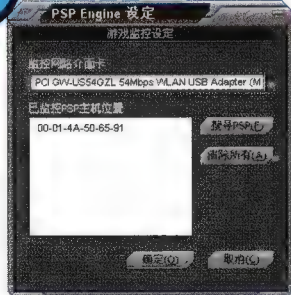 PSP Engine 设定
游戏监控设定
监控网路介面卡
PCI GW-US54GZL 54Mbps WLAN USB Adapter (M
已监控PSP主机位置
00-01-4A-50-65-91
搜寻PSP(F)
清除所有(A)
确定(O)
取消(C)